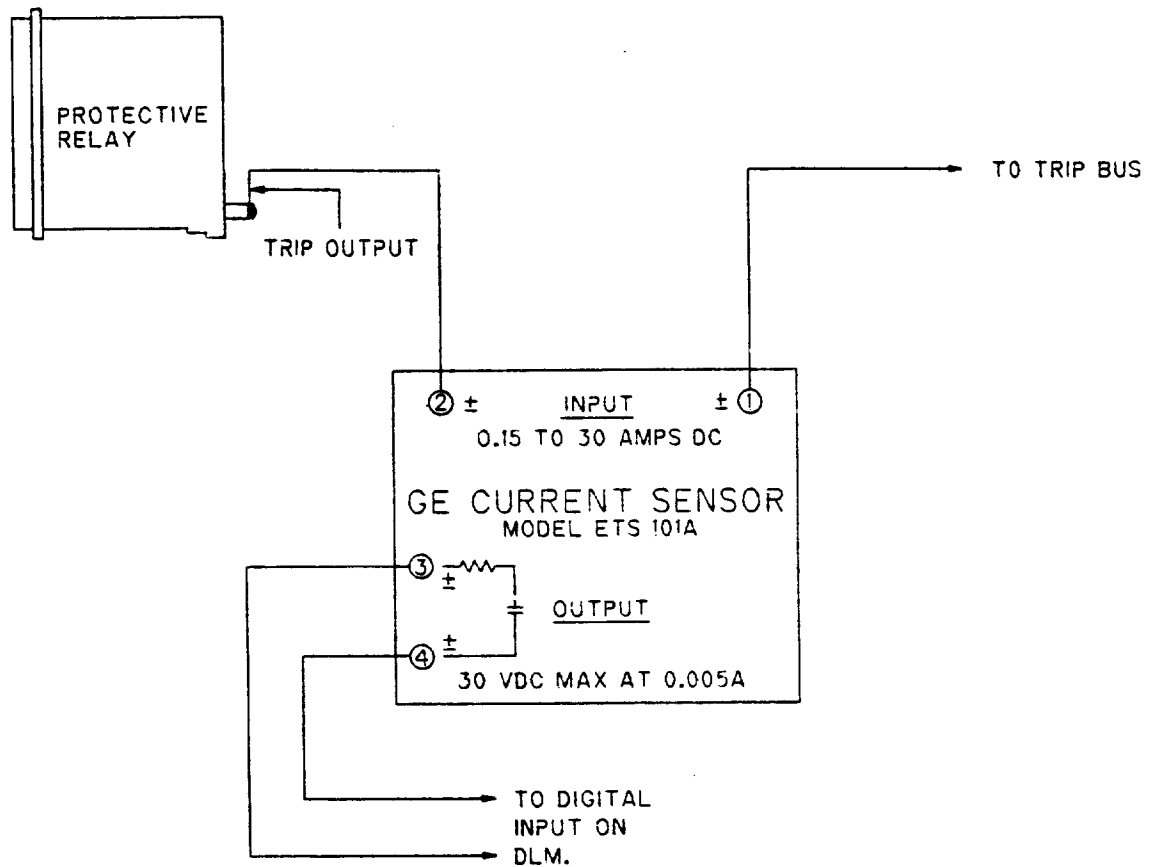 PROTECTIVE
RELAY
TRIP OUTPUT
TO TRIP BUS
② ± INPUT ± ①
0.15 TO 30 AMPS DC
GE CURRENT SENSOR
MODEL ETS 101A
③ ±
OUTPUT
④ ±
30 VDC MAX AT 0.005A
TO DIGITAL
INPUT ON
DLM.